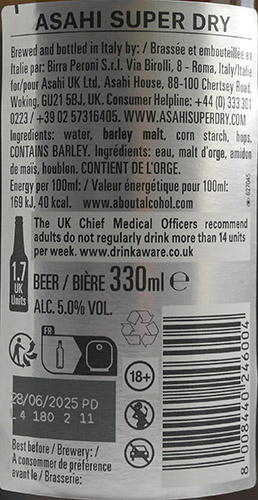 ASAHI SUPER DRY
Brewed and bottled in Italy by: / Brassée et embouteillée en
Italie par: Birra Peroni S.r.l. Via Birolli, 8 - Roma, Italy/Italie
for/pour Asahi UK Ltd, Asahi House, 88-100 Chertsey Road,
Woking, GU21 5BJ, UK. Consumer Helpline: +44 (0) 333 301
0223 / +39 02 57316405. WWW.ASAHISUPERDRY.COM
Ingredients: water, barley malt, corn starch, hops.
CONTAINS BARLEY. Ingrédients: eau, malt d'orge, amidon
de maïs, houblon. CONTIENT DE L'ORGE.
Energy per 100ml: / Valeur énergétique pour 100ml:
169 kJ, 40 kcal. www.aboutalcohol.com
627045
The UK Chief Medical Officers recommend
adults do not regularly drink more than 14 units
per week. www.drinkaware.co.uk
1.7
UK
Units
BEER / BIÈRE 330ml e
ALC. 5.0% VOL.
FR
18+
28/06/2025 PD
L 4 180 2 11
Best before / Brewery: /
A consommer de préférence
avant le / Brasserie:
8 008440 246004